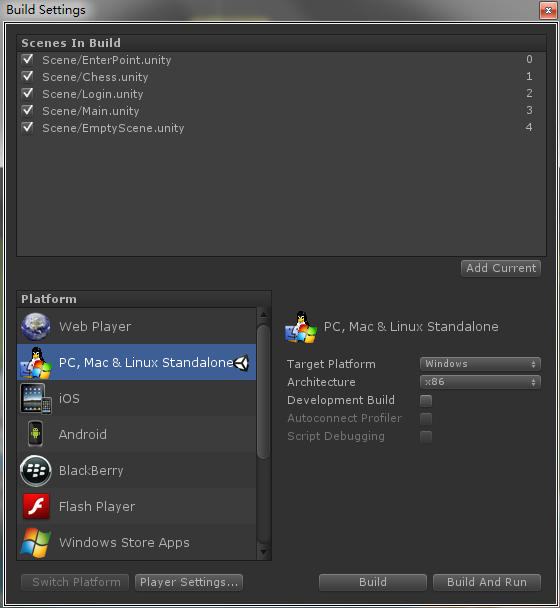 Build Settings
Scenes In Build
Scene/EnterPoint.unity 0
Scene/Chess.unity 1
Scene/Login.unity 2
Scene/Main.unity 3
Scene/EmptyScene.unity 4
Add Current
Platform
Web Player
PC, Mac & Linux Standalone
iOS
Android
BlackBerry
Flash Player
Windows Store Apps
PC, Mac & Linux Standalone
Target Platform Windows
Architecture x86
Development Build
Autoconnect Profiler
Script Debugging
Switch Platform
Player Settings...
Build
Build And Run